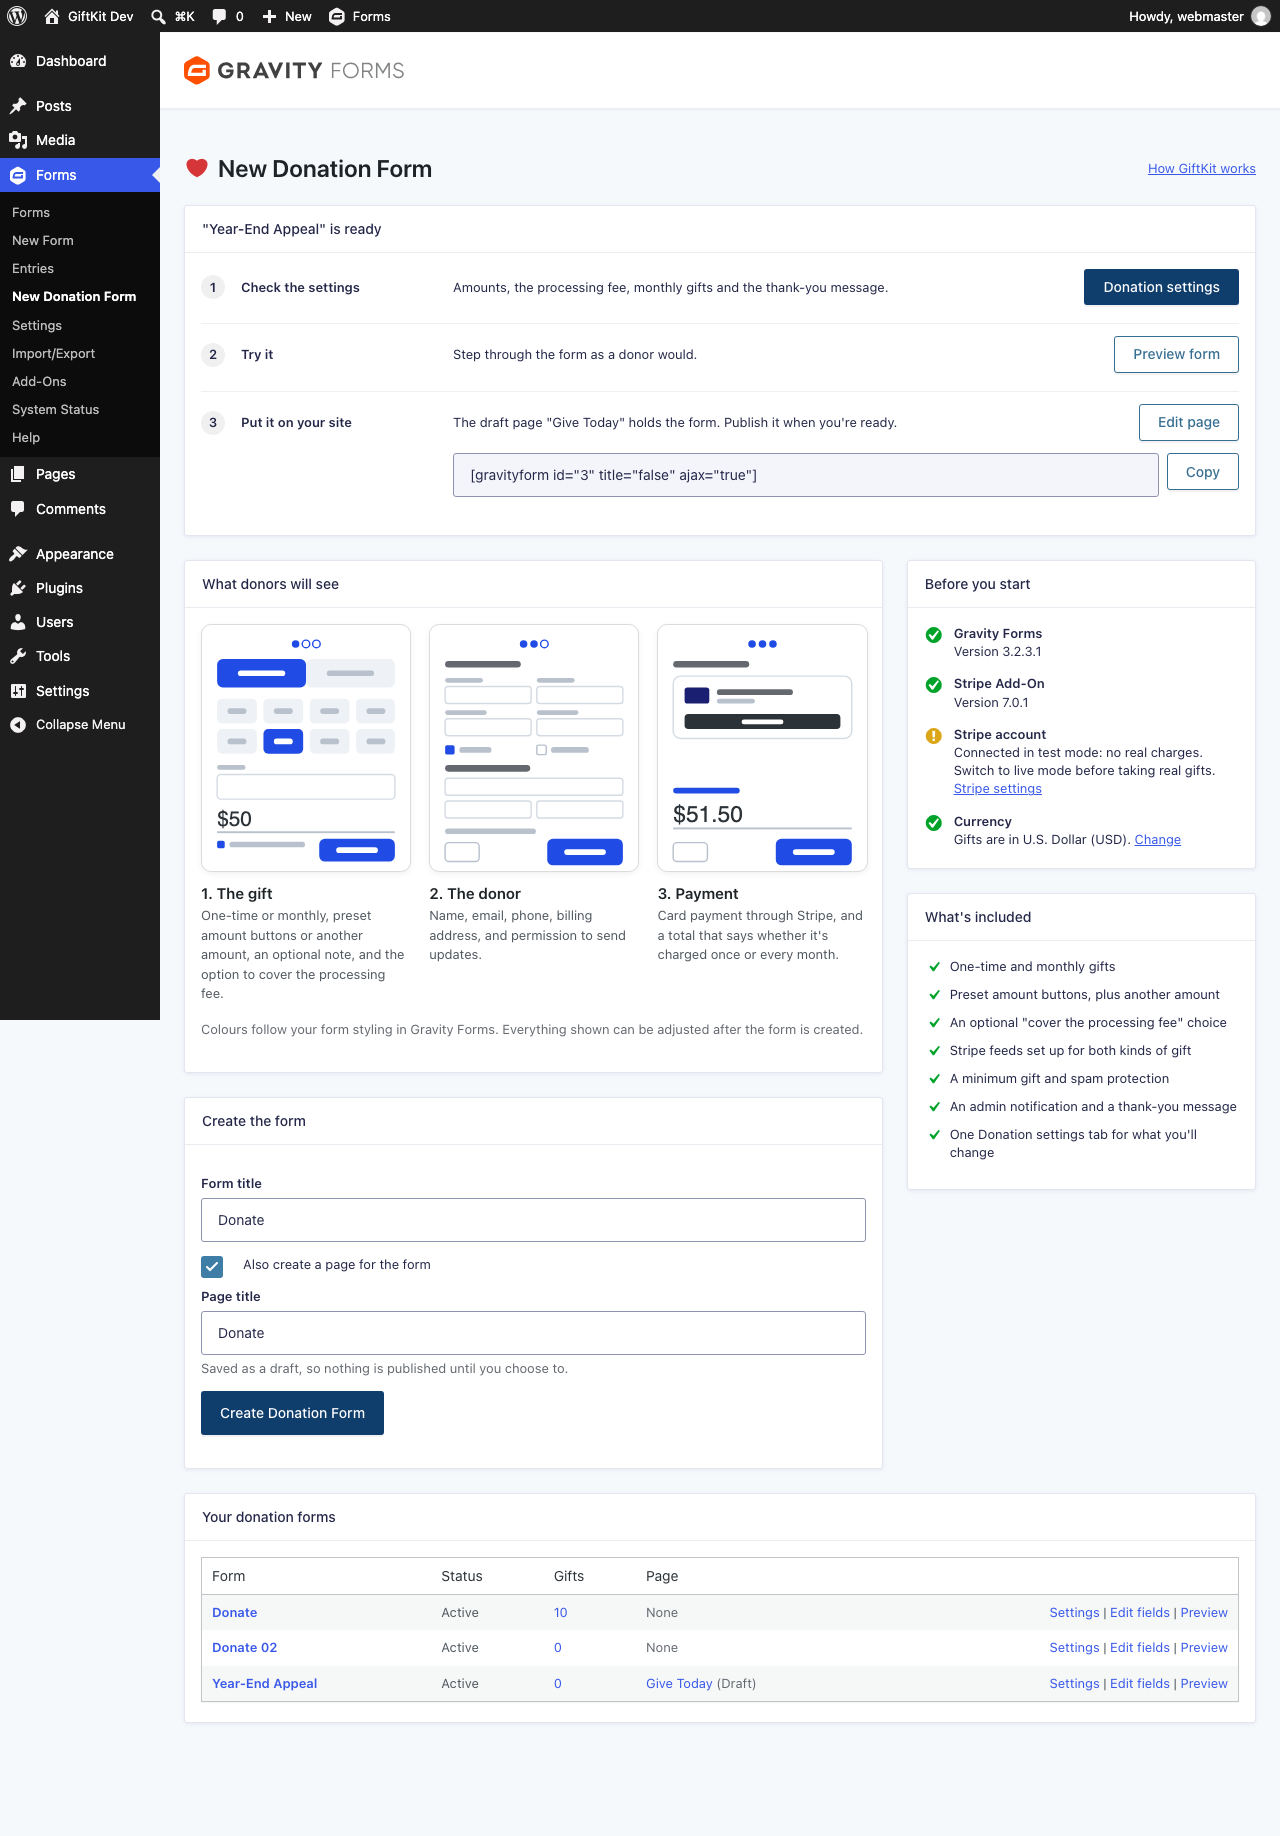 GiftKit Dev
⌘K
0
New
Forms
Howdy, webmaster
Dashboard
Posts
Media
Forms
Forms
New Form
Entries
New Donation Form
Settings
Import/Export
Add-Ons
System Status
Help
Pages
Comments
Appearance
Plugins
Users
Tools
Settings
Collapse Menu
GRAVITY FORMS
New Donation Form
How GiftKit works
"Year-End Appeal" is ready
1 Check the settings
Amounts, the processing fee, monthly gifts and the thank-you message.
Donation settings
2 Try it
Step through the form as a donor would.
Preview form
3 Put it on your site
The draft page "Give Today" holds the form. Publish it when you're ready.
Edit page
[gravityform id="3" title="false" ajax="true"]
Copy
What donors will see
$50
$51.50
1. The gift
One-time or monthly, preset
amount buttons or another
amount, an optional note, and the
option to cover the processing
fee.
2. The donor
Name, email, phone, billing
address, and permission to send
updates.
3. Payment
Card payment through Stripe, and
a total that says whether it's
charged once or every month.
Colours follow your form styling in Gravity Forms. Everything shown can be adjusted after the form is created.
Before you start
Gravity Forms
Version 3.2.3.1
Stripe Add-On
Version 7.0.1
Stripe account
Connected in test mode: no real charges.
Switch to live mode before taking real gifts.
Stripe settings
Currency
Gifts are in U.S. Dollar (USD). Change
What's included
One-time and monthly gifts
Preset amount buttons, plus another amount
An optional "cover the processing fee" choice
Stripe feeds set up for both kinds of gift
A minimum gift and spam protection
An admin notification and a thank-you message
One Donation settings tab for what you'll
change
Create the form
Form title
Donate
Also create a page for the form
Page title
Donate
Saved as a draft, so nothing is published until you choose to.
Create Donation Form
Your donation forms
Form Status Gifts Page
Donate Active 10 None Settings | Edit fields | Preview
Donate 02 Active 0 None Settings | Edit fields | Preview
Year-End Appeal Active 0 Give Today (Draft) Settings | Edit fields | Preview